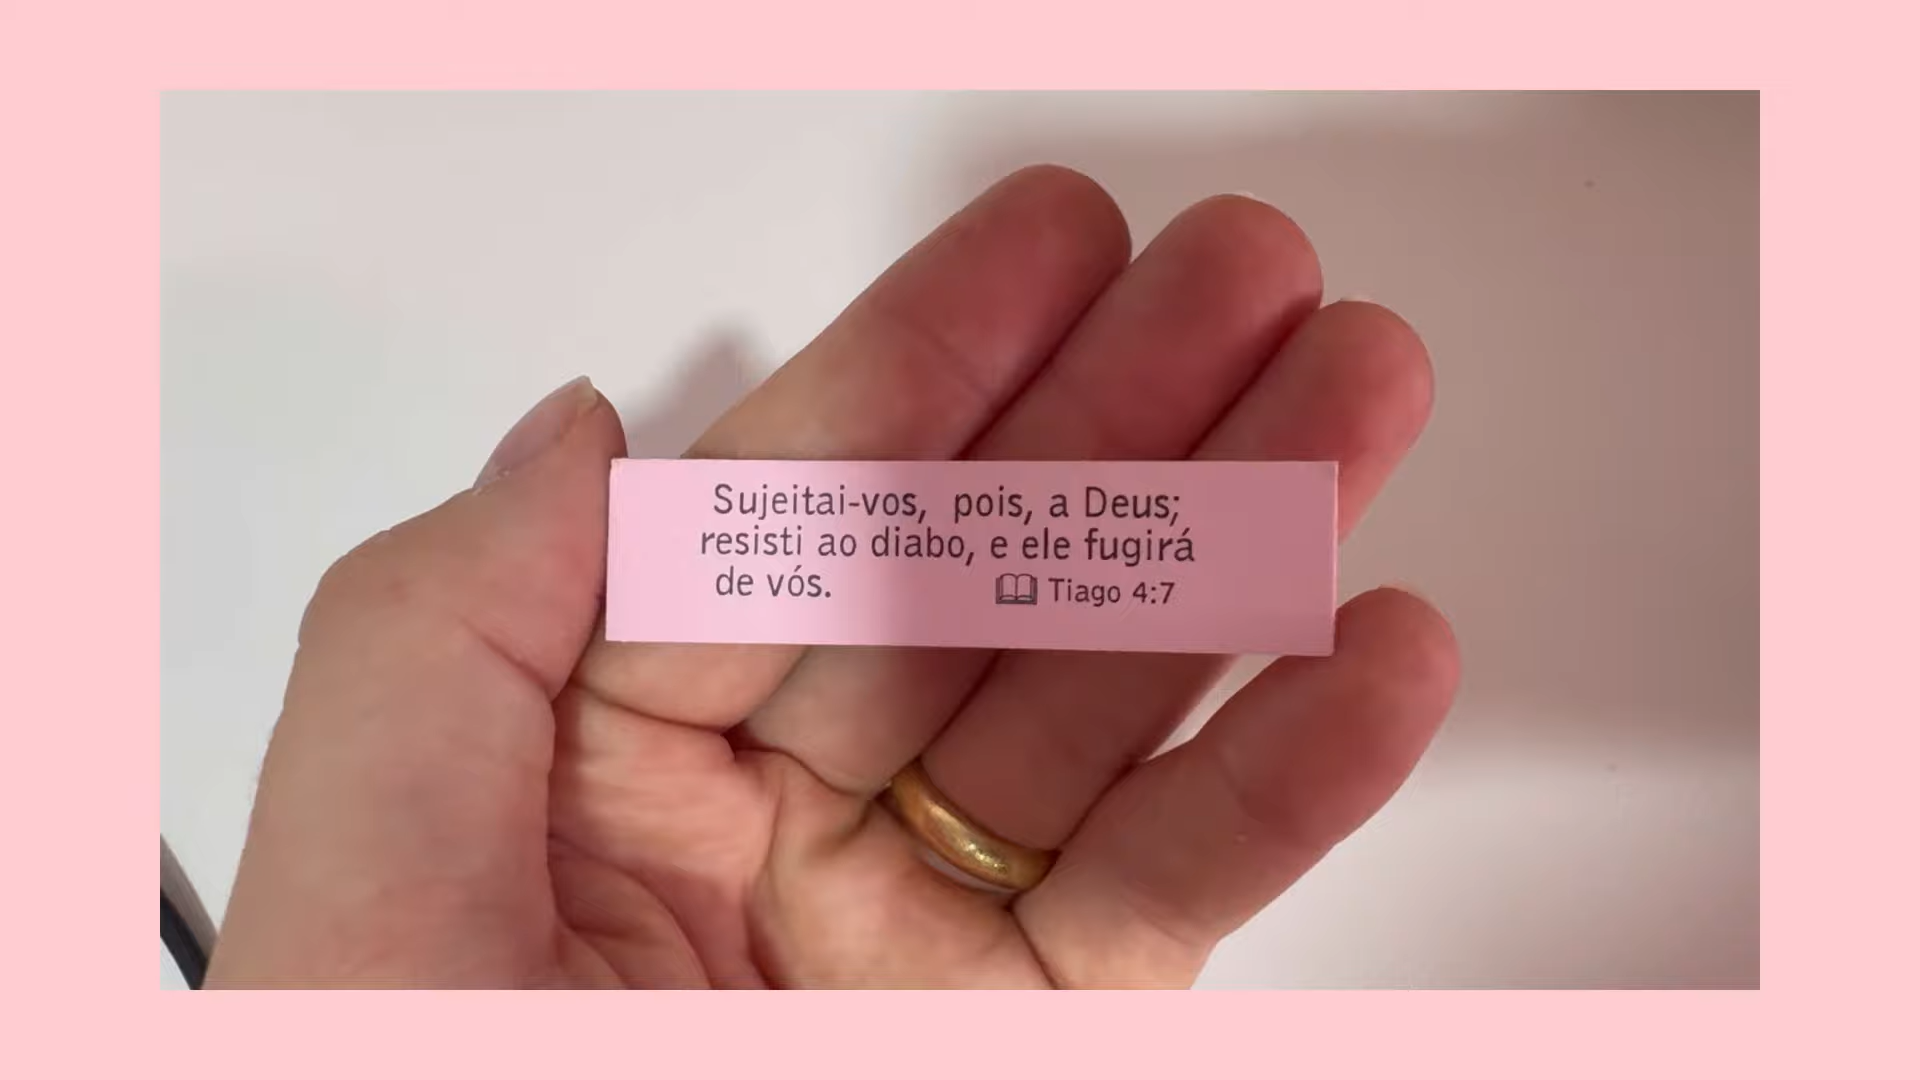 Sujeitai-vos, pois, a Deus;
resisti ao diabo, e ele fugirá
de vós.
Tiago 4:7